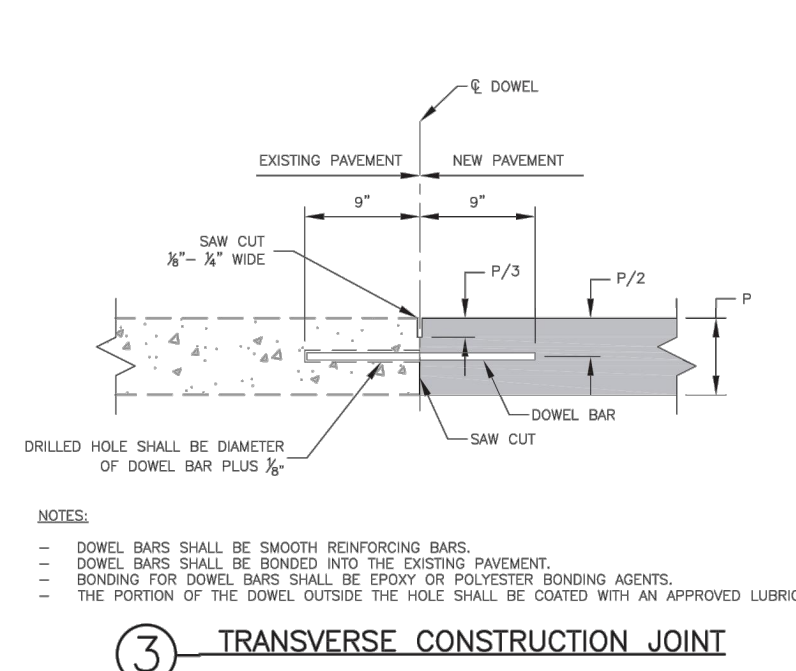 ℄ DOWEL
EXISTING PAVEMENT
NEW PAVEMENT
9"
9"
SAW CUT
⅛"– ¼" WIDE
P/3
P/2
P
DOWEL BAR
SAW CUT
DRILLED HOLE SHALL BE DIAMETER
OF DOWEL BAR PLUS ⅛"
NOTES:
– DOWEL BARS SHALL BE SMOOTH REINFORCING BARS.
– DOWEL BARS SHALL BE BONDED INTO THE EXISTING PAVEMENT.
– BONDING FOR DOWEL BARS SHALL BE EPOXY OR POLYESTER BONDING AGENTS.
– THE PORTION OF THE DOWEL OUTSIDE THE HOLE SHALL BE COATED WITH AN APPROVED
3 TRANSVERSE CONSTRUCTION JOINT